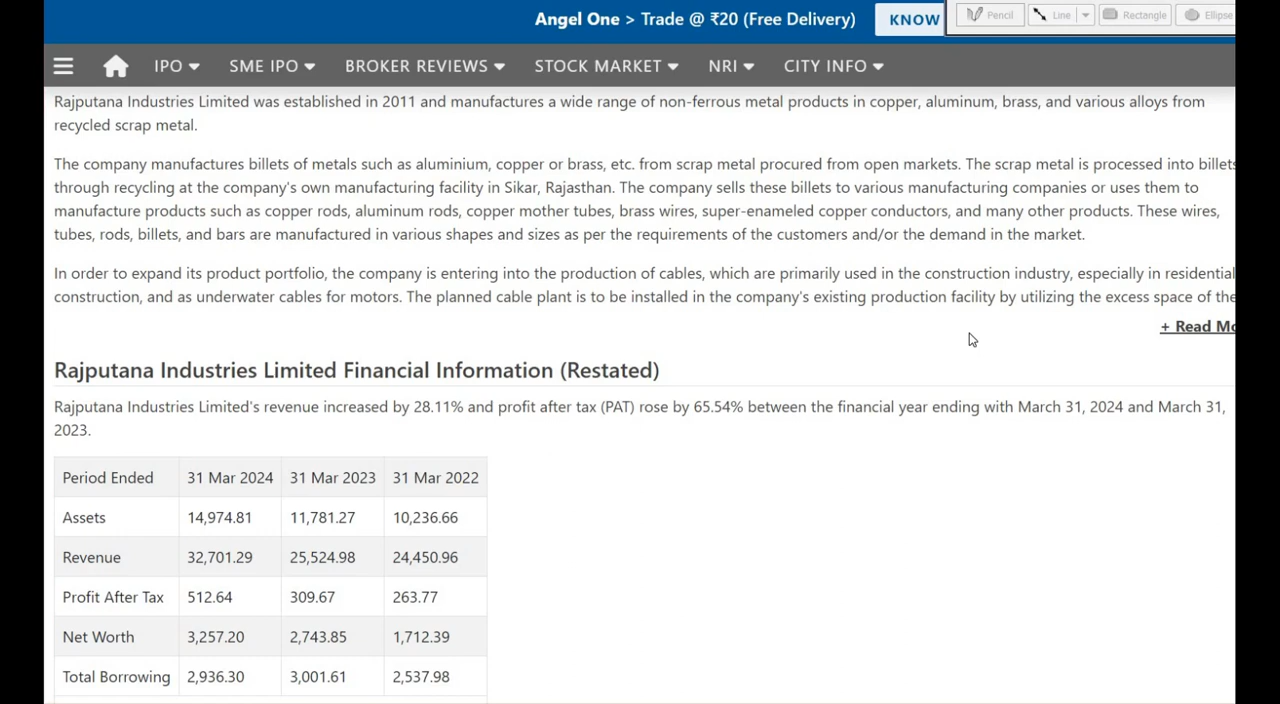 Angel One > Trade @ ₹20 (Free Delivery)
KNOW
Pencil
Line
Rectangle
Ellipse
IPO
SME IPO
BROKER REVIEWS
STOCK MARKET
NRI
CITY INFO
Rajputana Industries Limited was established in 2011 and manufactures a wide range of non-ferrous metal products in copper, aluminum, brass, and various alloys from
recycled scrap metal.
The company manufactures billets of metals such as aluminium, copper or brass, etc. from scrap metal procured from open markets. The scrap metal is processed into billets
through recycling at the company's own manufacturing facility in Sikar, Rajasthan. The company sells these billets to various manufacturing companies or uses them to
manufacture products such as copper rods, aluminum rods, copper mother tubes, brass wires, super-enameled copper conductors, and many other products. These wires,
tubes, rods, billets, and bars are manufactured in various shapes and sizes as per the requirements of the customers and/or the demand in the market.
In order to expand its product portfolio, the company is entering into the production of cables, which are primarily used in the construction industry, especially in residential
construction, and as underwater cables for motors. The planned cable plant is to be installed in the company's existing production facility by utilizing the excess space of the
+ Read Mo
Rajputana Industries Limited Financial Information (Restated)
Rajputana Industries Limited's revenue increased by 28.11% and profit after tax (PAT) rose by 65.54% between the financial year ending with March 31, 2024 and March 31,
2023.
Period Ended 31 Mar 2024 31 Mar 2023 31 Mar 2022
Assets 14,974.81 11,781.27 10,236.66
Revenue 32,701.29 25,524.98 24,450.96
Profit After Tax 512.64 309.67 263.77
Net Worth 3,257.20 2,743.85 1,712.39
Total Borrowing 2,936.30 3,001.61 2,537.98